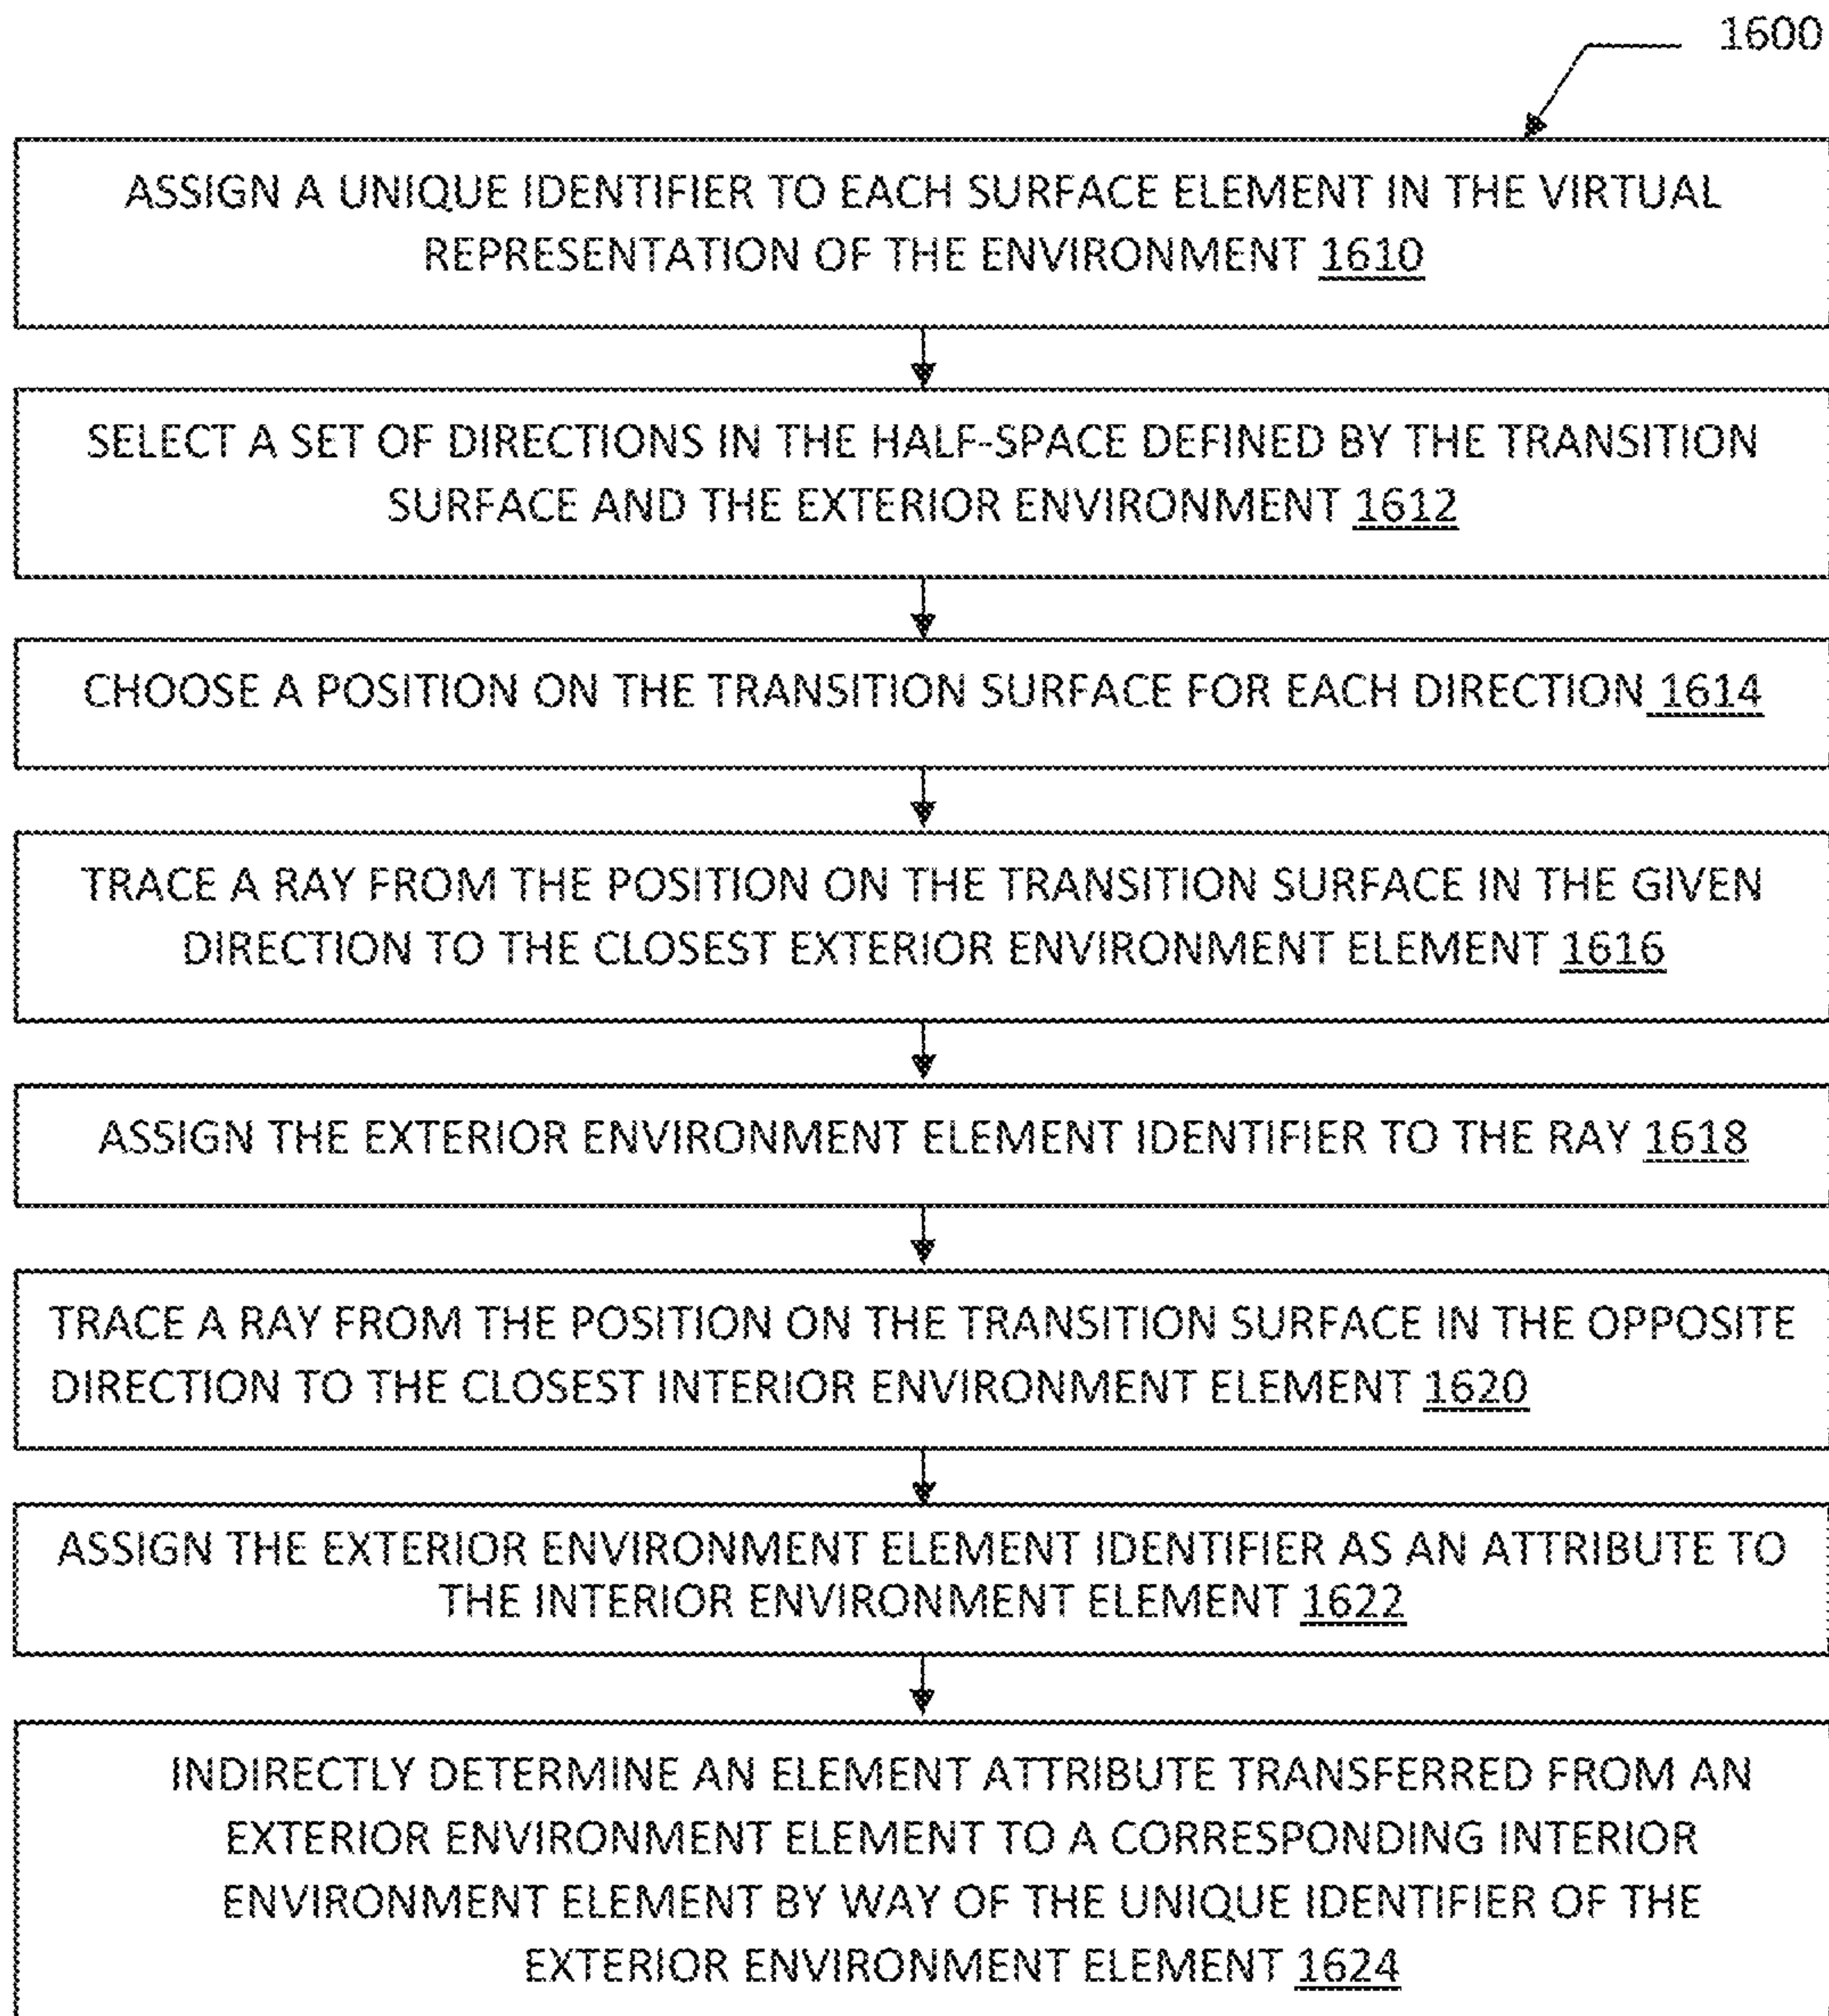 1600
ASSIGN A UNIQUE IDENTIFIER TO EACH SURFACE ELEMENT IN THE VIRTUAL
REPRESENTATION OF THE ENVIRONMENT 1610
SELECT A SET OF DIRECTIONS IN THE HALF-SPACE DEFINED BY THE TRANSITION
SURFACE AND THE EXTERIOR ENVIRONMENT 1612
CHOOSE A POSITION ON THE TRANSITION SURFACE FOR EACH DIRECTION 1614
TRACE A RAY FROM THE POSITION ON THE TRANSITION SURFACE IN THE GIVEN
DIRECTION TO THE CLOSEST EXTERIOR ENVIRONMENT ELEMENT 1616
ASSIGN THE EXTERIOR ENVIRONMENT ELEMENT IDENTIFIER TO THE RAY 1618
TRACE A RAY FROM THE POSITION ON THE TRANSITION SURFACE IN THE OPPOSITE
DIRECTION TO THE CLOSEST INTERIOR ENVIRONMENT ELEMENT 1620
ASSIGN THE EXTERIOR ENVIRONMENT ELEMENT IDENTIFIER AS AN ATTRIBUTE TO
THE INTERIOR ENVIRONMENT ELEMENT 1622
INDIRECTLY DETERMINE AN ELEMENT ATTRIBUTE TRANSFERRED FROM AN
EXTERIOR ENVIRONMENT ELEMENT TO A CORRESPONDING INTERIOR
ENVIRONMENT ELEMENT BY WAY OF THE UNIQUE IDENTIFIER OF THE
EXTERIOR ENVIRONMENT ELEMENT 1624